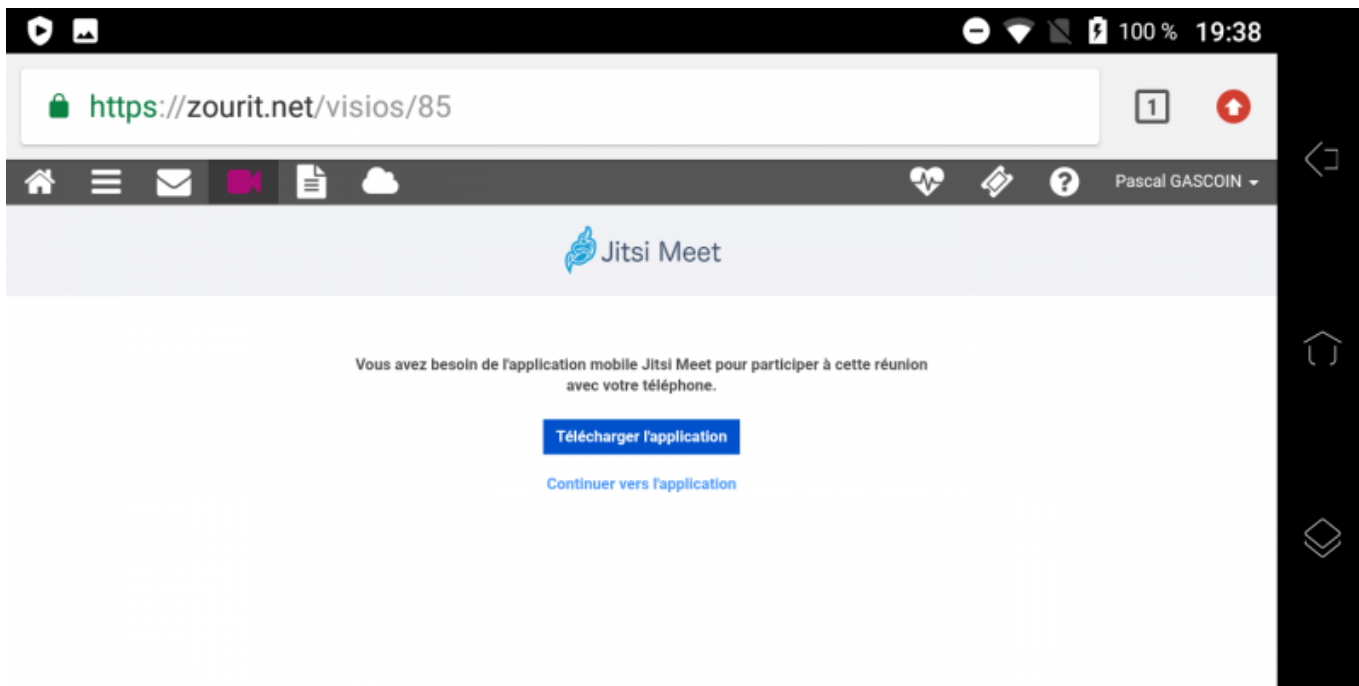 100 % 19:38
https://zourit.net/visios/85
1
Pascal GASCOIN
Jitsi Meet
Vous avez besoin de l'application mobile Jitsi Meet pour participer à cette réunion
avec votre téléphone.
Télécharger l'application
Continuer vers l'application